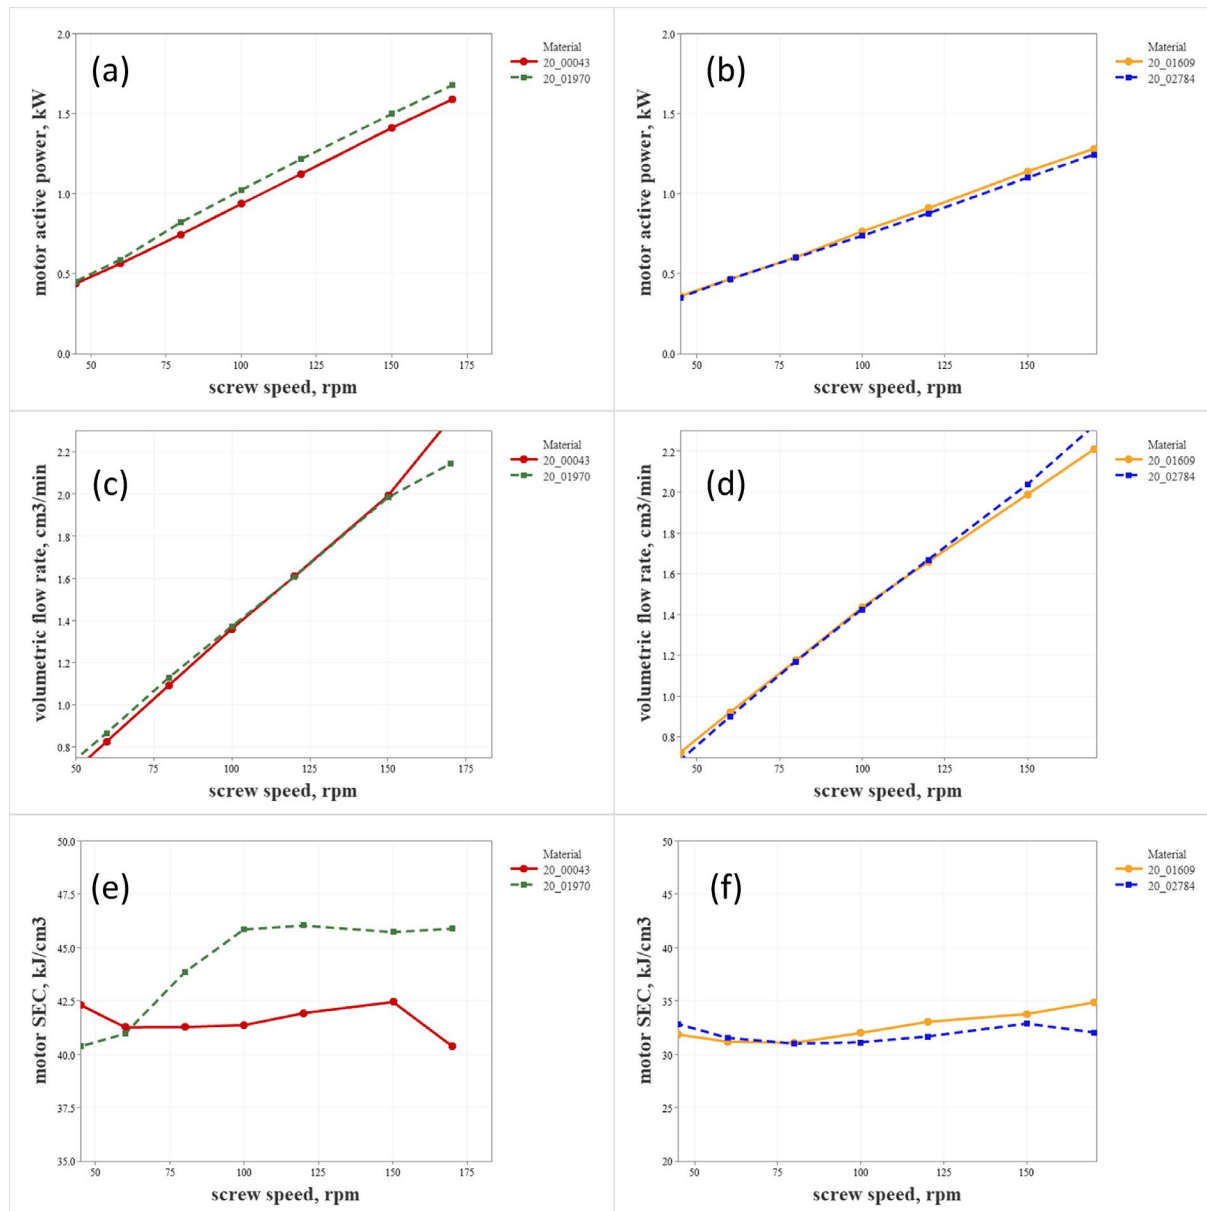 (a)
motor active power, kW
2.0
1.5
1.0
0.5
0.0
50 75 100 125 150 175
screw speed, rpm
Material
20_00043
20_01970
(b)
motor active power, kW
2.0
1.5
1.0
0.5
0.0
50 75 100 125 150
screw speed, rpm
Material
20_01609
20_02784
(c)
volumetric flow rate, cm3/min
2.2
2.0
1.8
1.6
1.4
1.2
1.0
0.8
50 75 100 125 150 175
screw speed, rpm
Material
20_00043
20_01970
(d)
volumetric flow rate, cm3/min
2.2
2.0
1.8
1.6
1.4
1.2
1.0
0.8
50 75 100 125 150
screw speed, rpm
Material
20_01609
20_02784
(e)
motor SEC, kJ/cm3
50.0
47.5
45.0
42.5
40.0
37.5
35.0
50 75 100 125 150 175
screw speed, rpm
Material
20_00043
20_01970
(f)
motor SEC, kJ/cm3
50
45
40
35
30
25
20
50 75 100 125 150
screw speed, rpm
Material
20_01609
20_02784